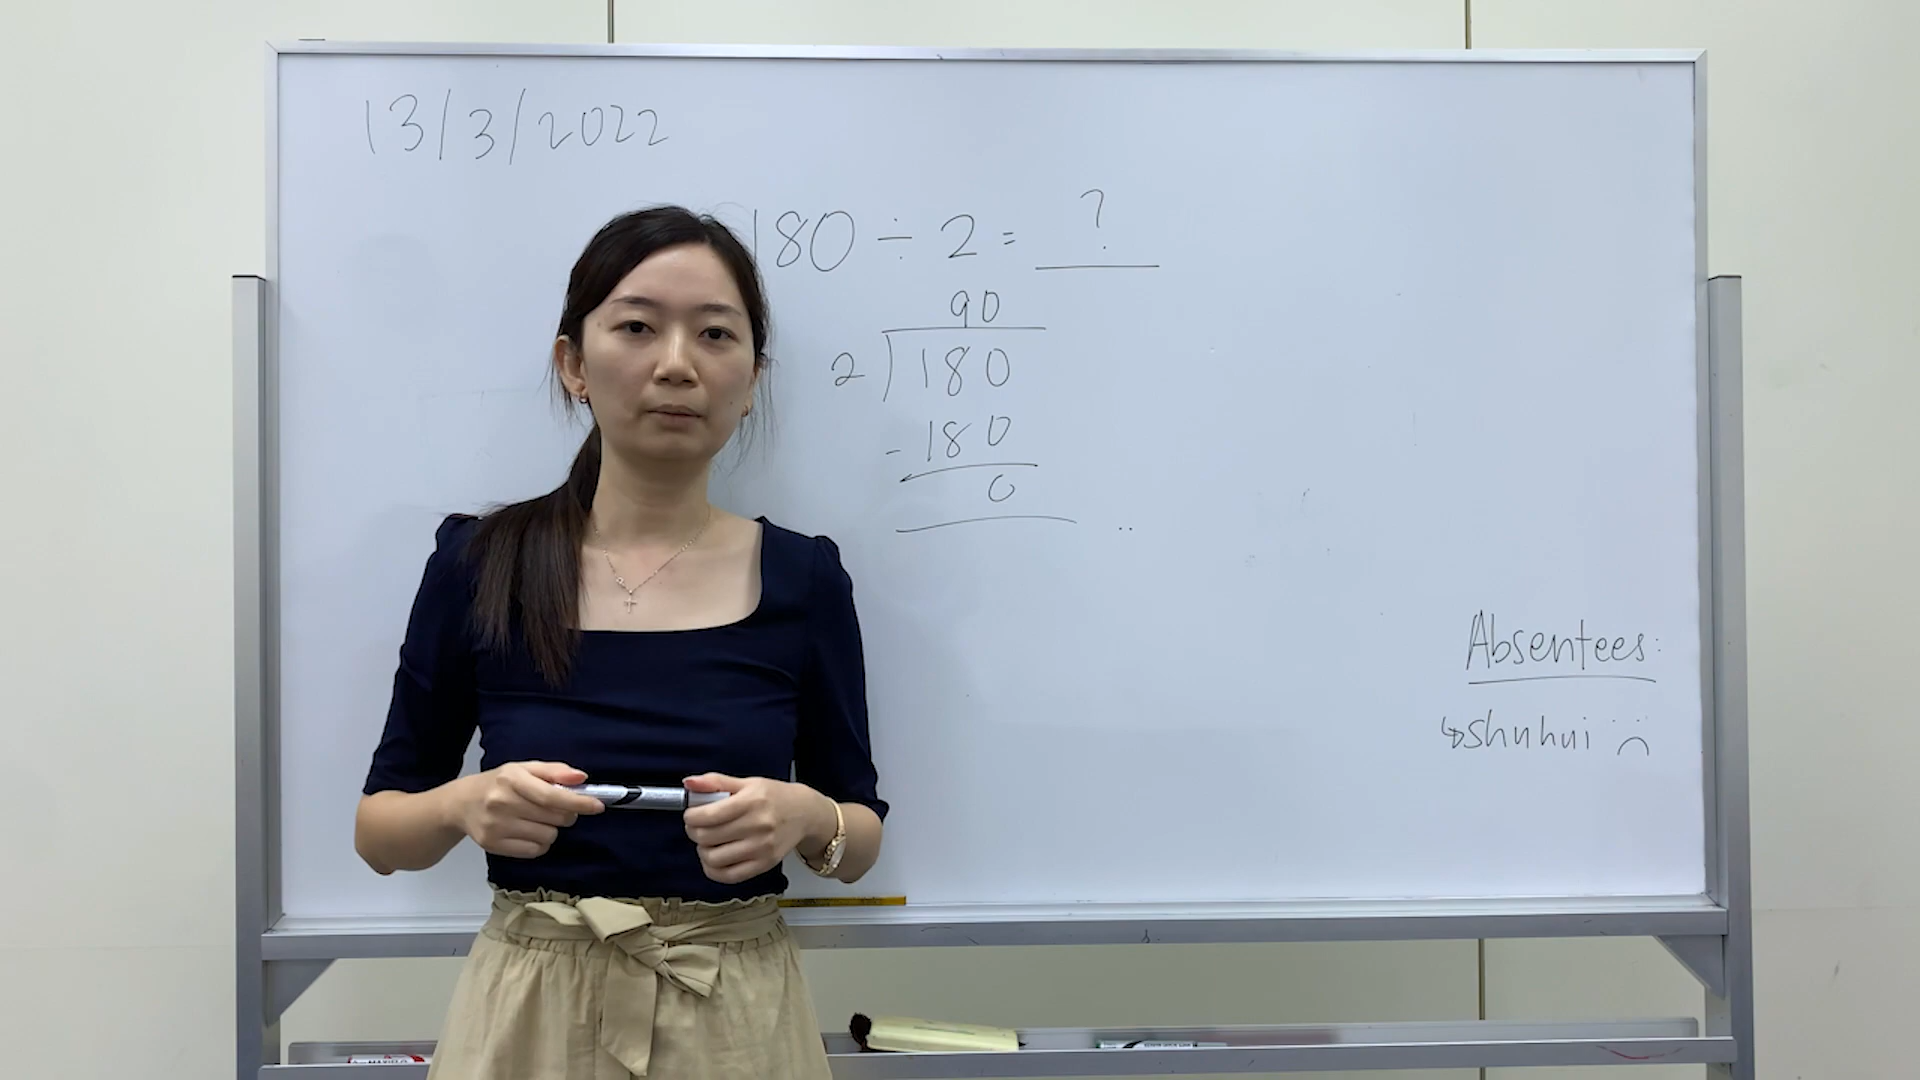 13/3/2022
180 ÷ 2 = ?
90
2 ) 180
- 180
0
Absentees:
↳ shuhui ☹